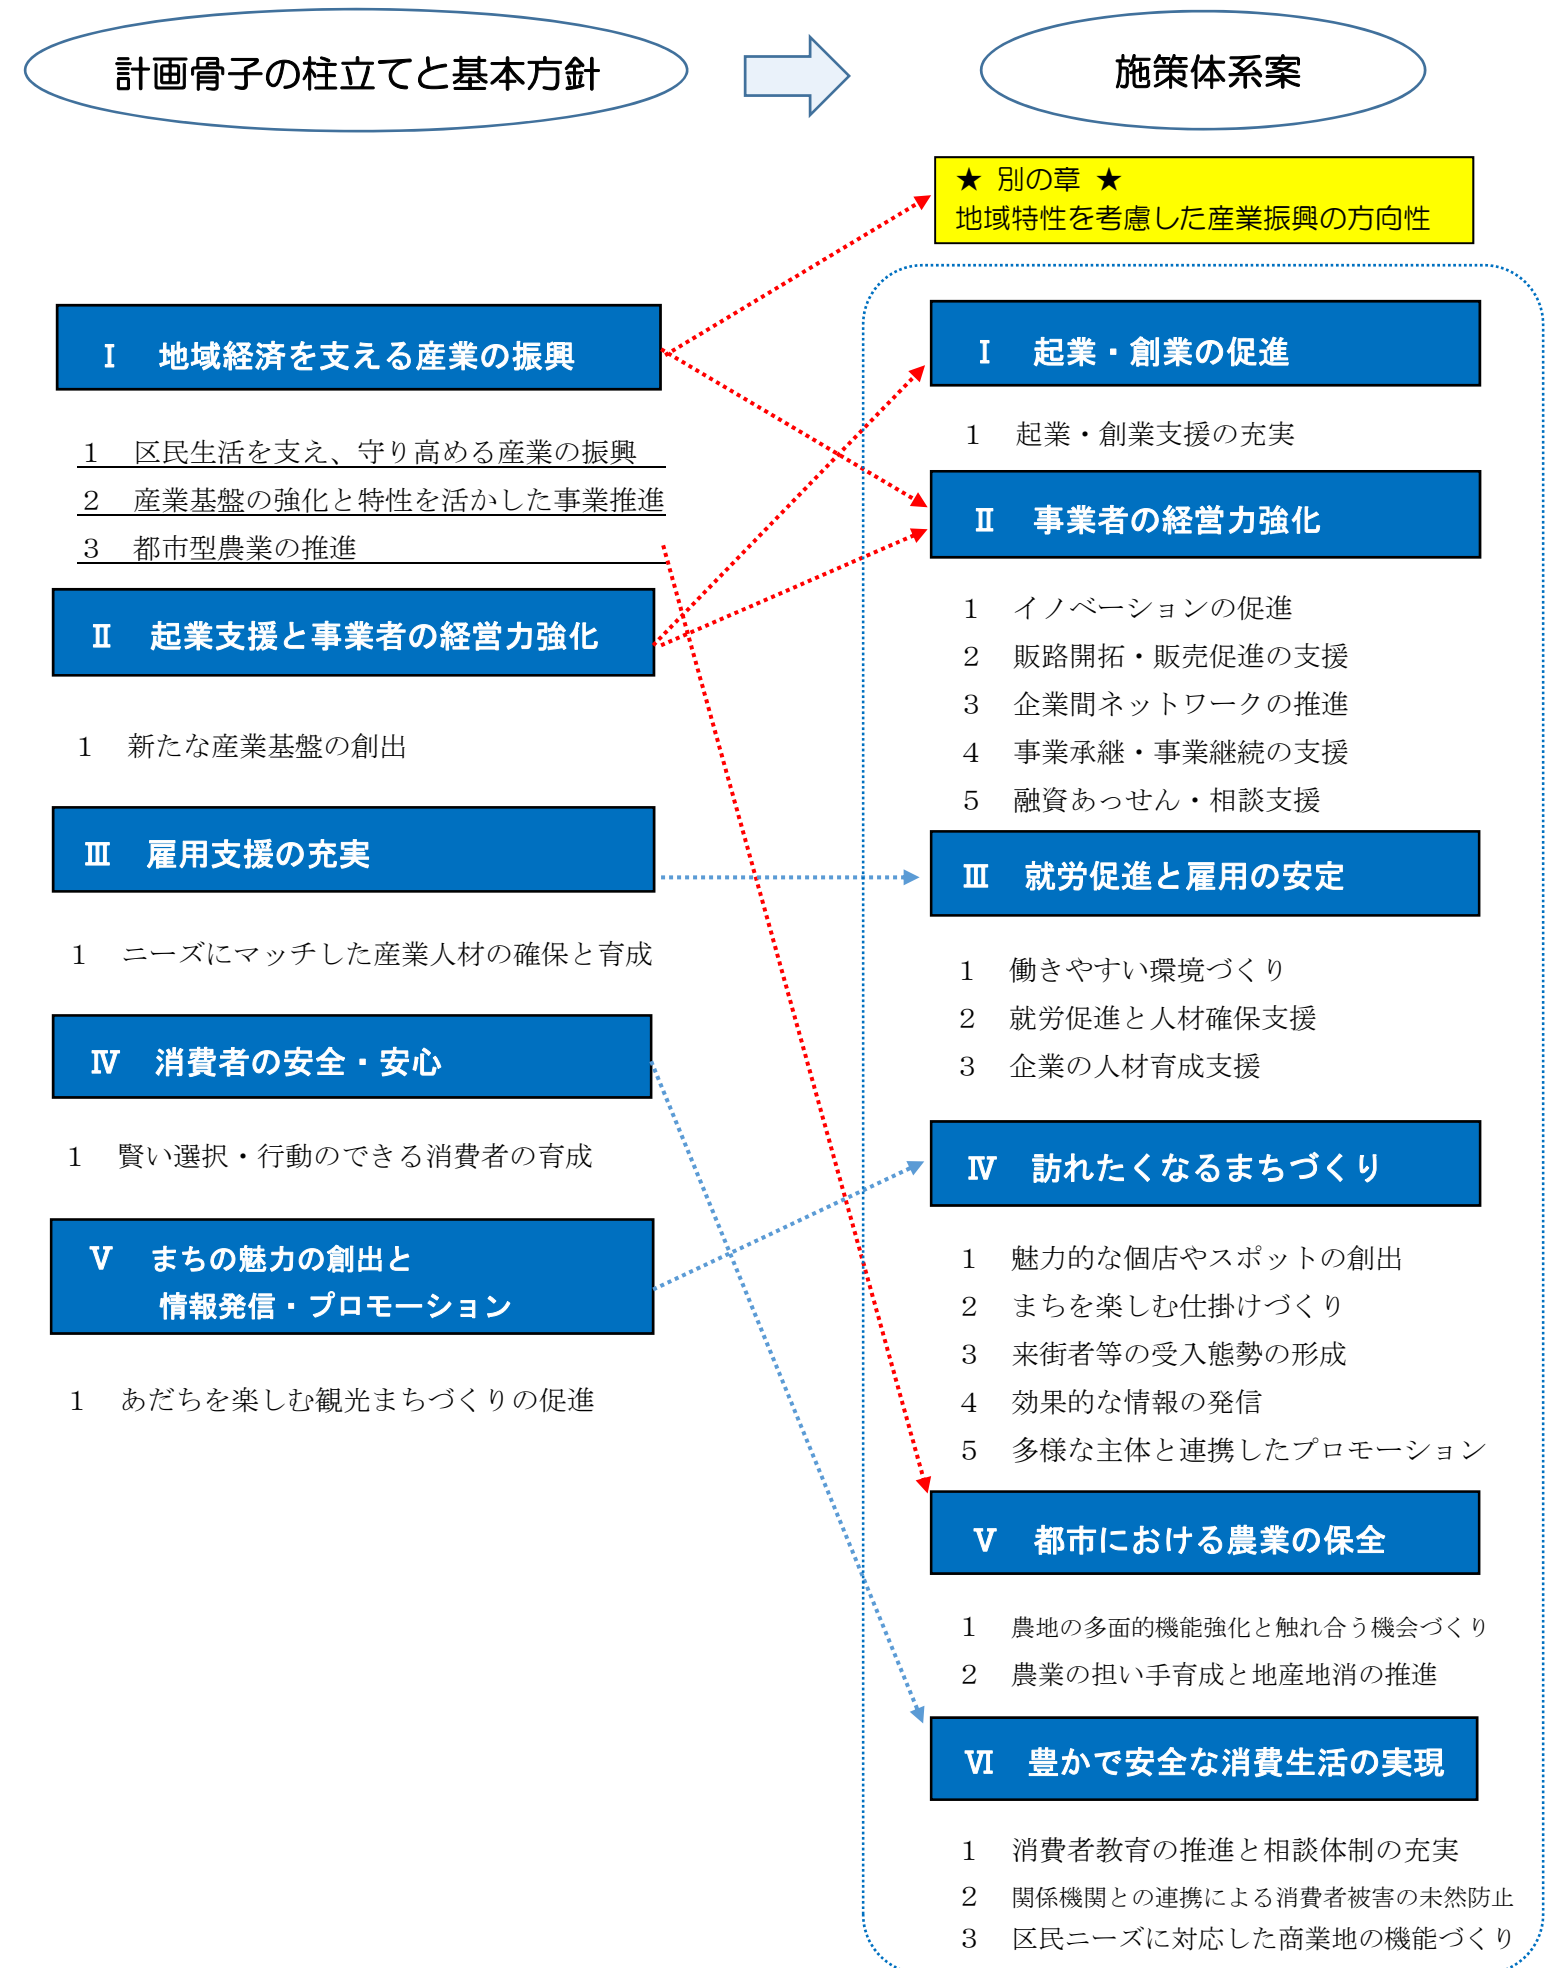 計画骨子の柱立てと基本方針
施策体系案
★ 別の章 ★
地域特性を考慮した産業振興の方向性
Ⅰ 地域経済を支える産業の振興
1 区民生活を支え、守り高める産業の振興
2 産業基盤の強化と特性を活かした事業推進
3 都市型農業の推進
Ⅱ 起業支援と事業者の経営力強化
1 新たな産業基盤の創出
Ⅲ 雇用支援の充実
1 ニーズにマッチした産業人材の確保と育成
Ⅳ 消費者の安全・安心
1 賢い選択・行動のできる消費者の育成
Ⅴ まちの魅力の創出と
情報発信・プロモーション
1 あだちを楽しむ観光まちづくりの促進
Ⅰ 起業・創業の促進
1 起業・創業支援の充実
Ⅱ 事業者の経営力強化
1 イノベーションの促進
2 販路開拓・販売促進の支援
3 企業間ネットワークの推進
4 事業承継・事業継続の支援
5 融資あっせん・相談支援
Ⅲ 就労促進と雇用の安定
1 働きやすい環境づくり
2 就労促進と人材確保支援
3 企業の人材育成支援
Ⅳ 訪れたくなるまちづくり
1 魅力的な個店やスポットの創出
2 まちを楽しむ仕掛けづくり
3 来街者等の受入態勢の形成
4 効果的な情報の発信
5 多様な主体と連携したプロモーション
Ⅴ 都市における農業の保全
1 農地の多面的機能強化と触れ合う機会づくり
2 農業の担い手育成と地産地消の推進
Ⅵ 豊かで安全な消費生活の実現
1 消費者教育の推進と相談体制の充実
2 関係機関との連携による消費者被害の未然防止
3 区民ニーズに対応した商業地の機能づくり